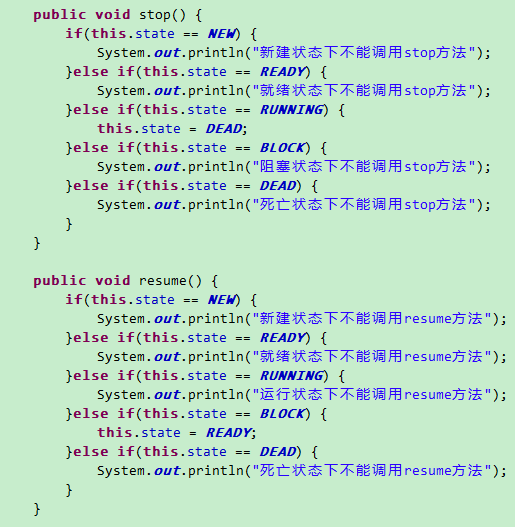 public void stop() {
if(this.state == NEW) {
System.out.println("新建状态下不能调用stop方法");
}else if(this.state == READY) {
System.out.println("就绪状态下不能调用stop方法");
}else if(this.state == RUNNING) {
this.state = DEAD;
}else if(this.state == BLOCK) {
System.out.println("阻塞状态下不能调用stop方法");
}else if(this.state == DEAD) {
System.out.println("死亡状态下不能调用stop方法");
}
}
public void resume() {
if(this.state == NEW) {
System.out.println("新建状态下不能调用resume方法");
}else if(this.state == READY) {
System.out.println("就绪状态下不能调用resume方法");
}else if(this.state == RUNNING) {
System.out.println("运行状态下不能调用resume方法");
}else if(this.state == BLOCK) {
this.state = READY;
}else if(this.state == DEAD) {
System.out.println("死亡状态下不能调用resume方法");
}
}